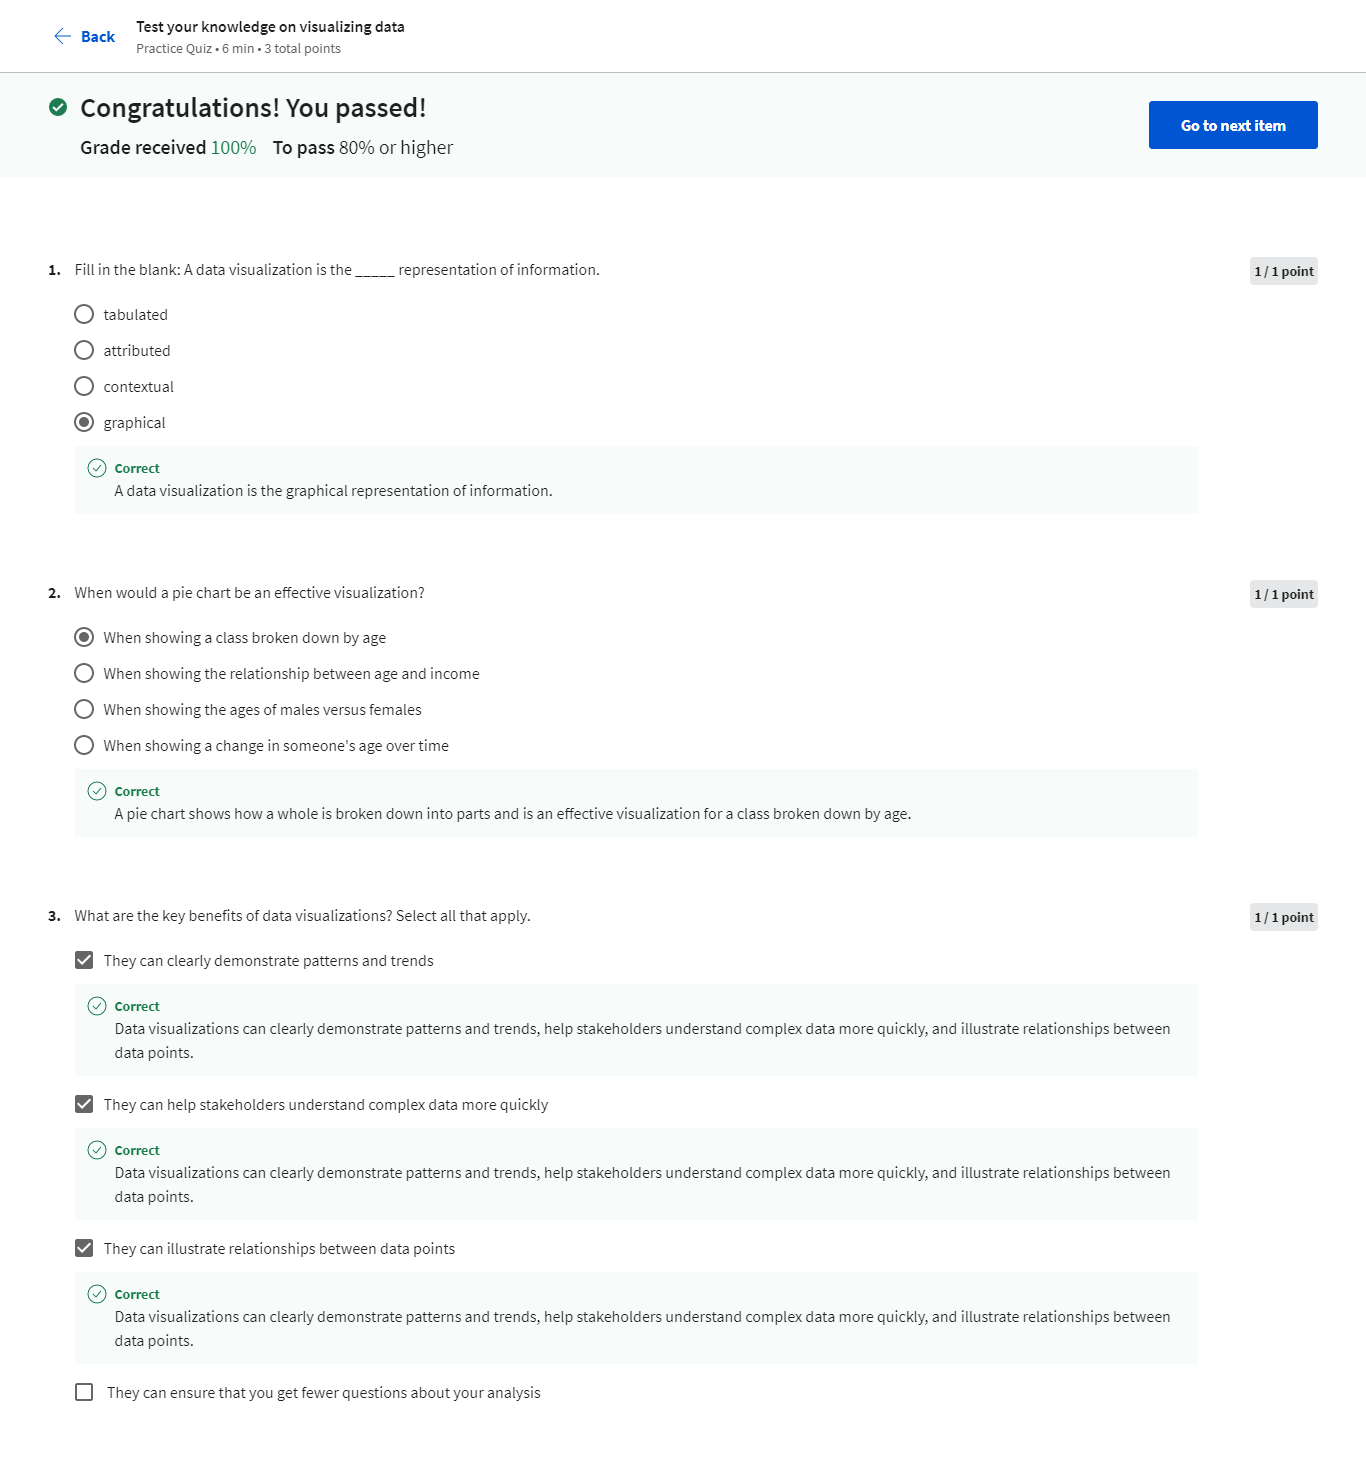 Back
Test your knowledge on visualizing data
Practice Quiz • 6 min • 3 total points
Congratulations! You passed!
Grade received 100% To pass 80% or higher
Go to next item
1. Fill in the blank: A data visualization is the _____ representation of information.
1 / 1 point
tabulated
attributed
contextual
graphical
Correct
A data visualization is the graphical representation of information.
2. When would a pie chart be an effective visualization?
1 / 1 point
When showing a class broken down by age
When showing the relationship between age and income
When showing the ages of males versus females
When showing a change in someone's age over time
Correct
A pie chart shows how a whole is broken down into parts and is an effective visualization for a class broken down by age.
3. What are the key benefits of data visualizations? Select all that apply.
1 / 1 point
They can clearly demonstrate patterns and trends
Correct
Data visualizations can clearly demonstrate patterns and trends, help stakeholders understand complex data more quickly, and illustrate relationships between
data points.
They can help stakeholders understand complex data more quickly
Correct
Data visualizations can clearly demonstrate patterns and trends, help stakeholders understand complex data more quickly, and illustrate relationships between
data points.
They can illustrate relationships between data points
Correct
Data visualizations can clearly demonstrate patterns and trends, help stakeholders understand complex data more quickly, and illustrate relationships between
data points.
They can ensure that you get fewer questions about your analysis